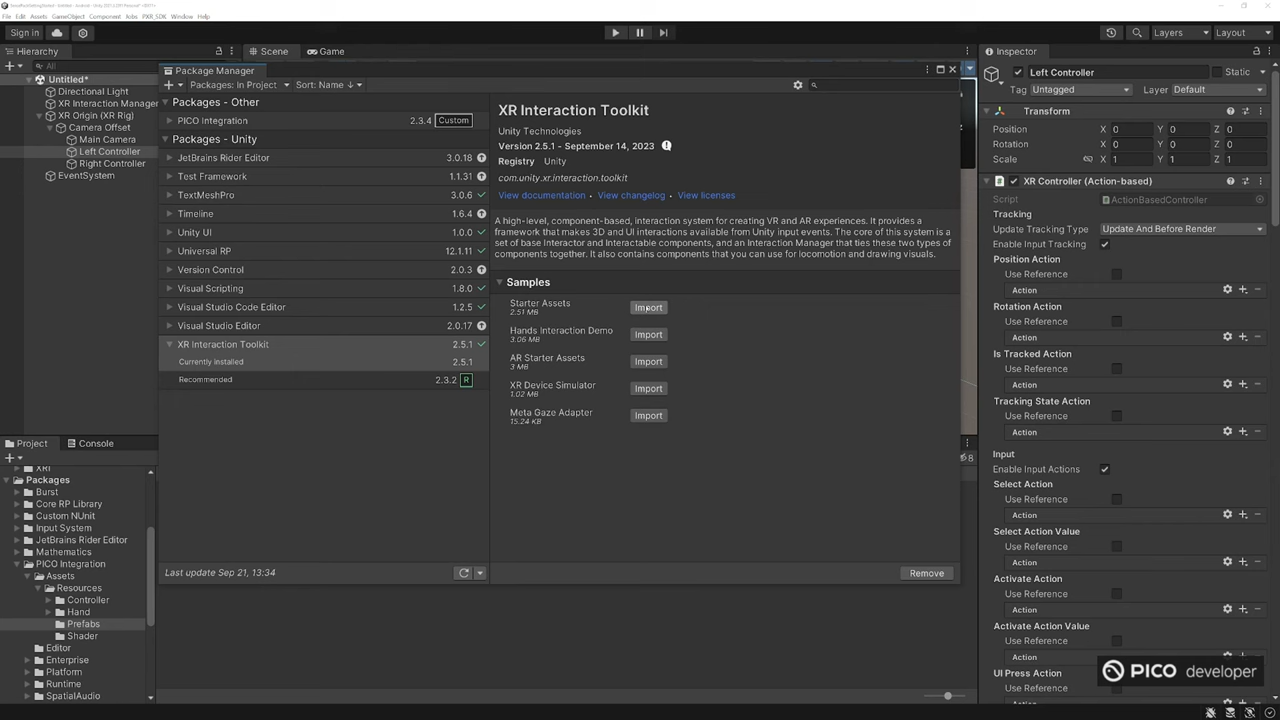 File Edit Assets GameObject Component Jobs PXR_SDK Window Help
Sign in
Layers
Layout
Hierarchy
Scene
Game
Inspector
All
Untitled*
Directional Light
XR Interaction Manager
XR Origin (XR Rig)
Camera Offset
Main Camera
Left Controller
Right Controller
EventSystem
Package Manager
Packages: In Project
Sort: Name ↓
Packages - Other
PICO Integration 2.3.4 Custom
Packages - Unity
JetBrains Rider Editor 3.0.18
Test Framework 1.1.31
TextMeshPro 3.0.6
Timeline 1.6.4
Unity UI 1.0.0
Universal RP 12.1.11
Version Control 2.0.3
Visual Scripting 1.8.0
Visual Studio Code Editor 1.2.5
Visual Studio Editor 2.0.17
XR Interaction Toolkit 2.5.1
Currently installed 2.5.1
Recommended 2.3.2 R
Last update Sep 21, 13:34
XR Interaction Toolkit
Unity Technologies
Version 2.5.1 - September 14, 2023
Registry Unity
com.unity.xr.interaction.toolkit
View documentation • View changelog • View licenses
A high-level, component-based, interaction system for creating VR and AR experiences. It provides a
framework that makes 3D and UI interactions available from Unity input events. The core of this system is a
set of base Interactor and Interactable components, and an Interaction Manager that ties these two types of
components together. It also contains components that you can use for locomotion and drawing visuals.
Samples
Starter Assets Import
2.51 MB
Hands Interaction Demo Import
3.06 MB
AR Starter Assets Import
3 MB
XR Device Simulator Import
1.02 MB
Meta Gaze Adapter Import
15.24 KB
Remove
Project
Console
XRI
Packages
Burst
Core RP Library
Custom NUnit
Input System
JetBrains Rider Editor
Mathematics
PICO Integration
Assets
Resources
Controller
Hand
Prefabs
Shader
Editor
Enterprise
Platform
Runtime
SpatialAudio
8
Left Controller Static
Tag Untagged Layer Default
Transform
Position X 0 Y 0 Z 0
Rotation X 0 Y 0 Z 0
Scale X 1 Y 1 Z 1
XR Controller (Action-based)
Script ActionBasedController
Tracking
Update Tracking Type Update And Before Render
Enable Input Tracking
Position Action
Use Reference
Action
Rotation Action
Use Reference
Action
Is Tracked Action
Use Reference
Action
Tracking State Action
Use Reference
Action
Input
Enable Input Actions
Select Action
Use Reference
Action
Select Action Value
Use Reference
Action
Activate Action
Use Reference
Action
Activate Action Value
Use Reference
Action
UI Press Action
Use Reference
PICO developer